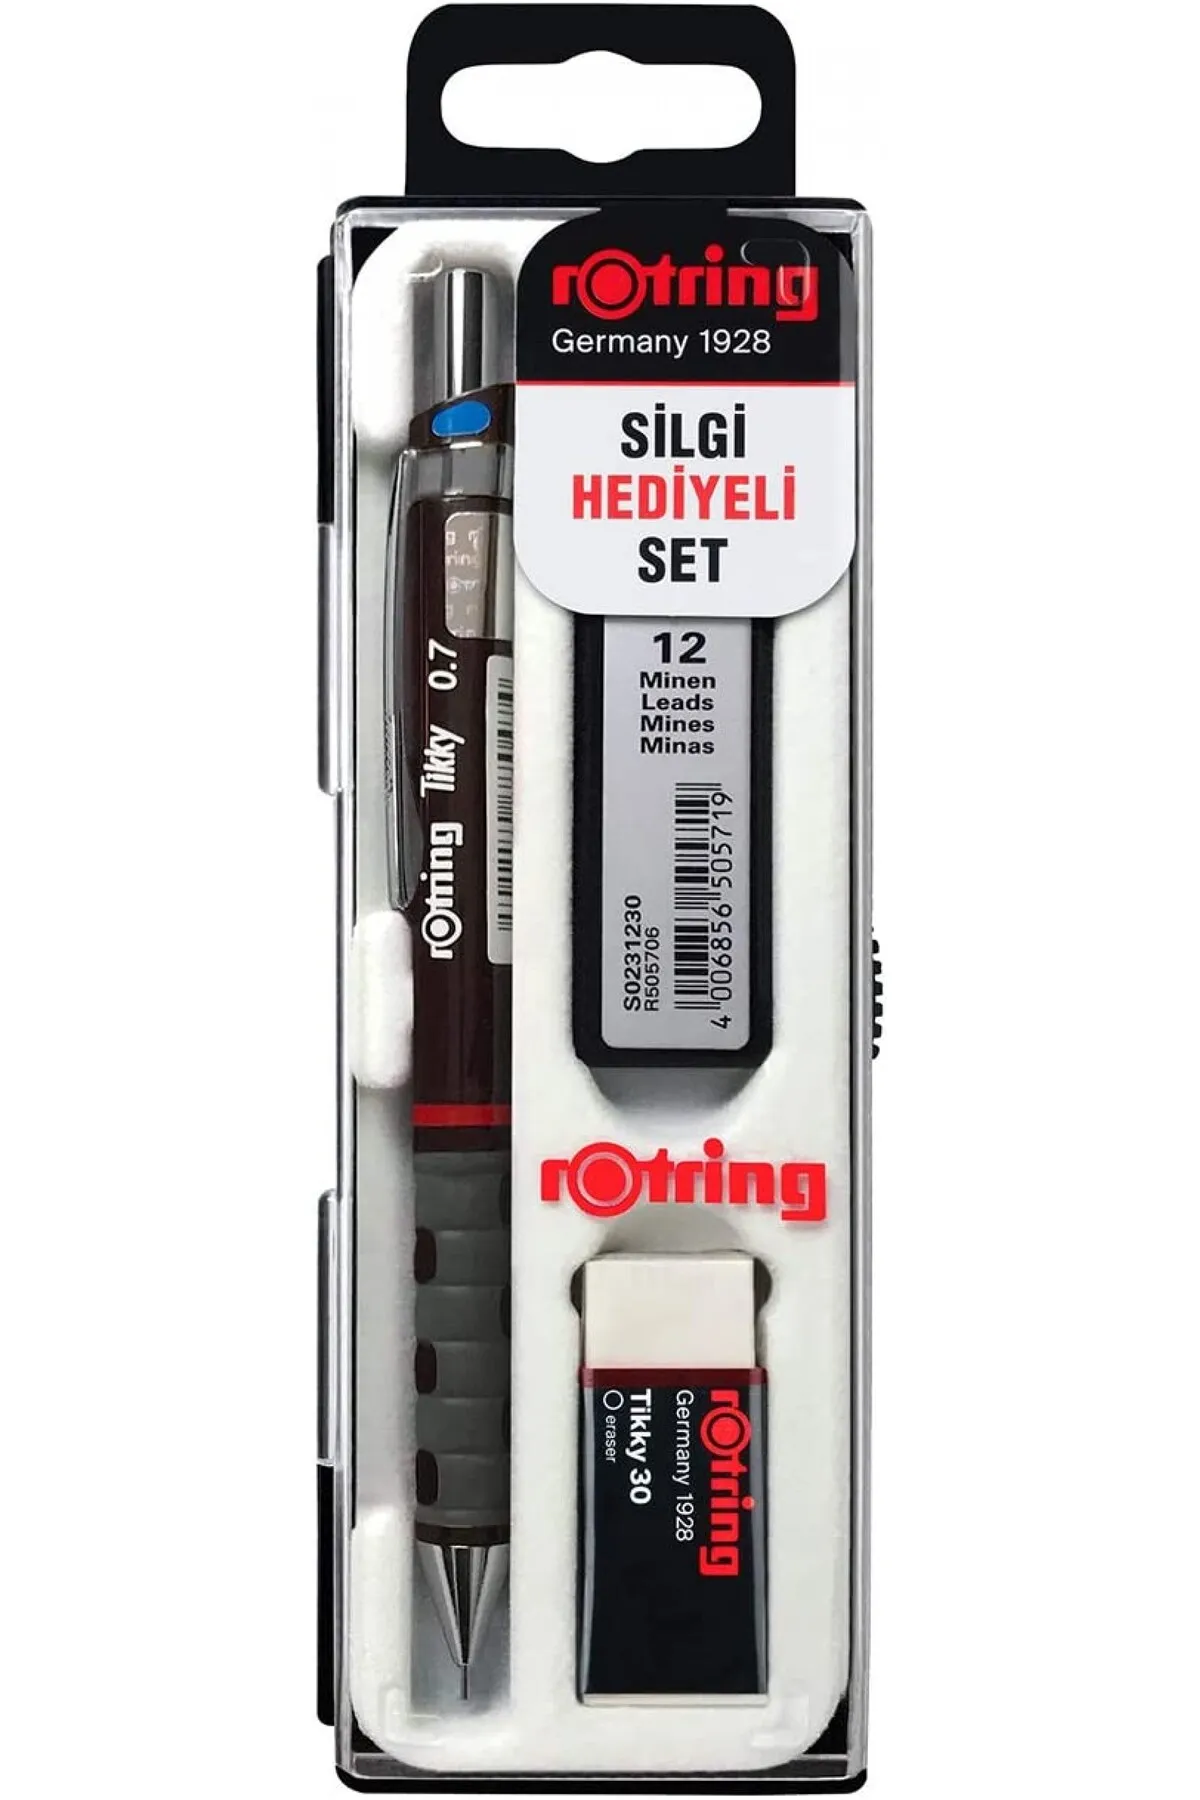 rotring
Germany 1928
SİLGİ
HEDİYELİ
SET
rotring Tikky 0.7
12
Minen
Leads
Mines
Minas
S0231230
R505706
4 006856 505719
rotring
rotring
Germany 1928
Tikky 30
eraser